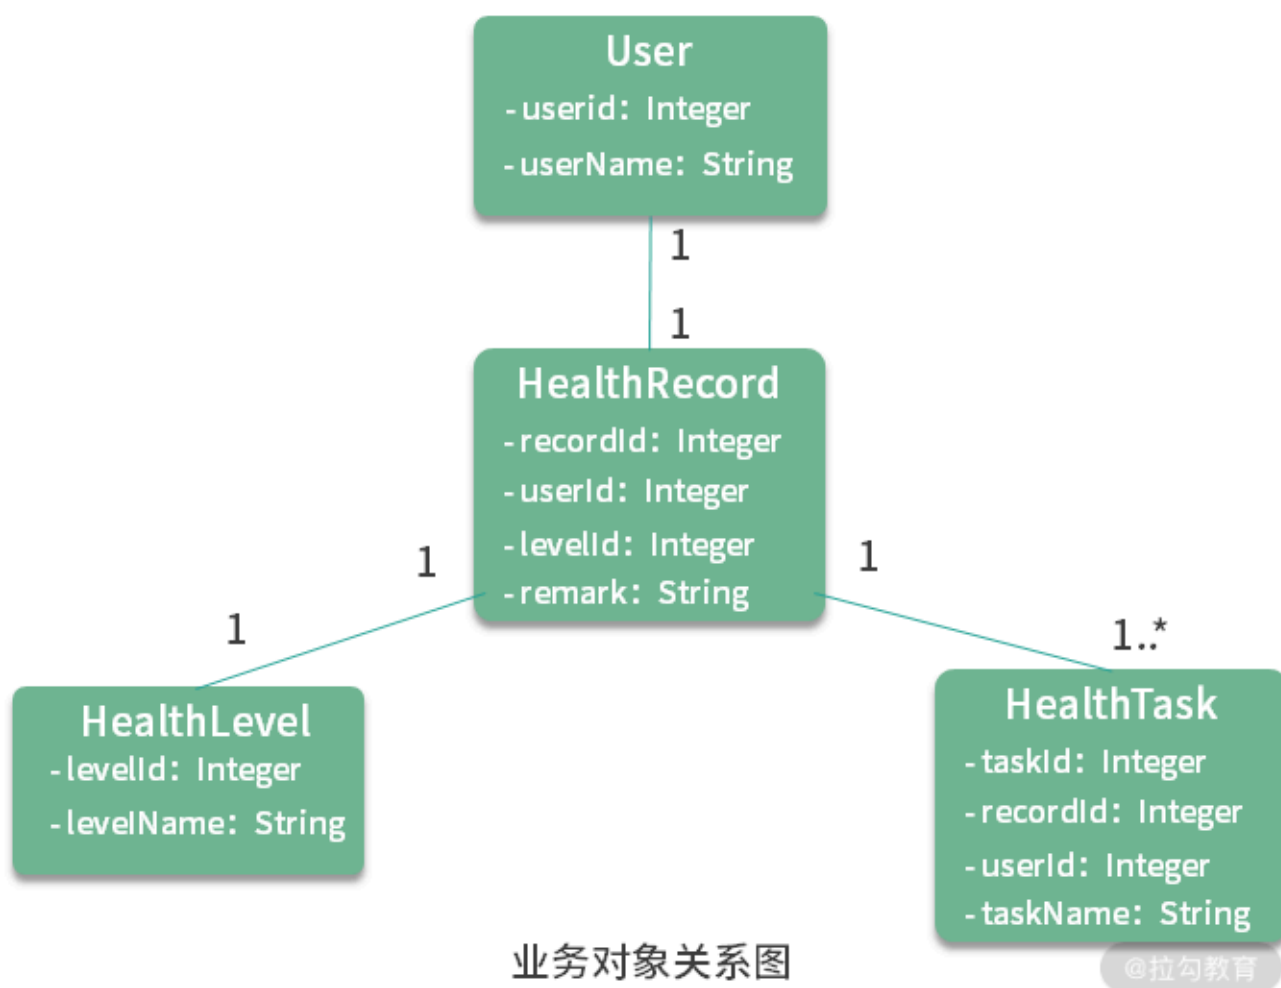 User
-userid: Integer
-userName: String
1
1
HealthRecord
-recordId: Integer
-userId: Integer
-levelId: Integer
-remark: String
1
1
1
1..*
HealthLevel
-levelId: Integer
-levelName: String
HealthTask
-taskId: Integer
-recordId: Integer
-userId: Integer
-taskName: String
业务对象关系图
@拉勾教育